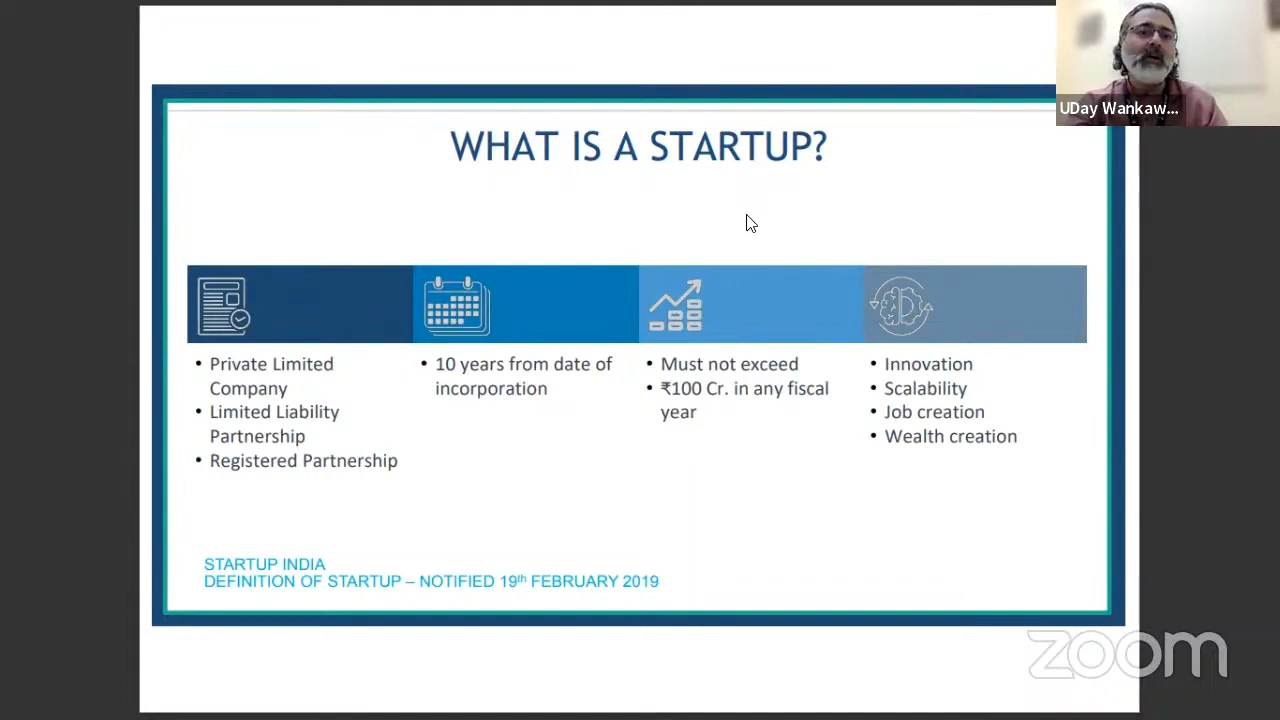 UDay Wankaw...
WHAT IS A STARTUP?
• Private Limited
Company
• Limited Liability
Partnership
• Registered Partnership
• 10 years from date of
incorporation
• Must not exceed
• ₹100 Cr. in any fiscal
year
• Innovation
• Scalability
• Job creation
• Wealth creation
STARTUP INDIA
DEFINITION OF STARTUP – NOTIFIED 19th FEBRUARY 2019
zoom